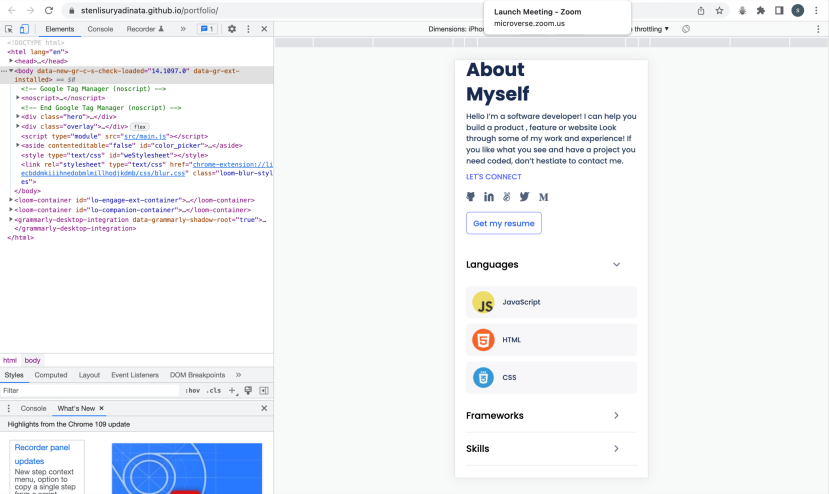 stenlisuryadinata.github.io/portfolio/
Launch Meeting - Zoom
microverse.zoom.us
S
Elements Console Recorder » 1
Dimensions: iPho
throttling ▼
<!DOCTYPE html>
<html lang="en">
▶<head>…</head>
…▼<body data-new-gr-c-s-check-loaded="14.1097.0" data-gr-ext-
installed> == $0
<!-- Google Tag Manager (noscript) -->
▶<noscript>…</noscript>
<!-- End Google Tag Manager (noscript) -->
▶<div class="hero">…</div>
▶<div class="overlay">…</div> flex
<script type="module" src="src/main.js"></script>
▶<aside contenteditable="false" id="color_picker">…</aside>
<style type="text/css" id="weStylesheet"></style>
<link rel="stylesheet" type="text/css" href="chrome-extension://li
ecbddmkiiihnedobmlmillhodjkdmb/css/blur.css" class="loom-blur-styl
es">
</body>
▶<loom-container id="lo-engage-ext-container">…</loom-container>
▶<loom-container id="lo-companion-container">…</loom-container>
▶<grammarly-desktop-integration data-grammarly-shadow-root="true">…
</grammarly-desktop-integration>
</html>
html body
Styles Computed Layout Event Listeners DOM Breakpoints »
Filter :hov .cls +
Console What's New ×
Highlights from the Chrome 109 update
Recorder panel
updates
New step context
menu, option to
copy a single step
from a script
About
Myself
Hello I'm a software developer! I can help you
build a product , feature or website Look
through some of my work and experience! If
you like what you see and have a project you
need coded, don't hestiate to contact me.
LET'S CONNECT
in M
Get my resume
Languages
JS JavaScript
HTML
CSS
Frameworks
Skills